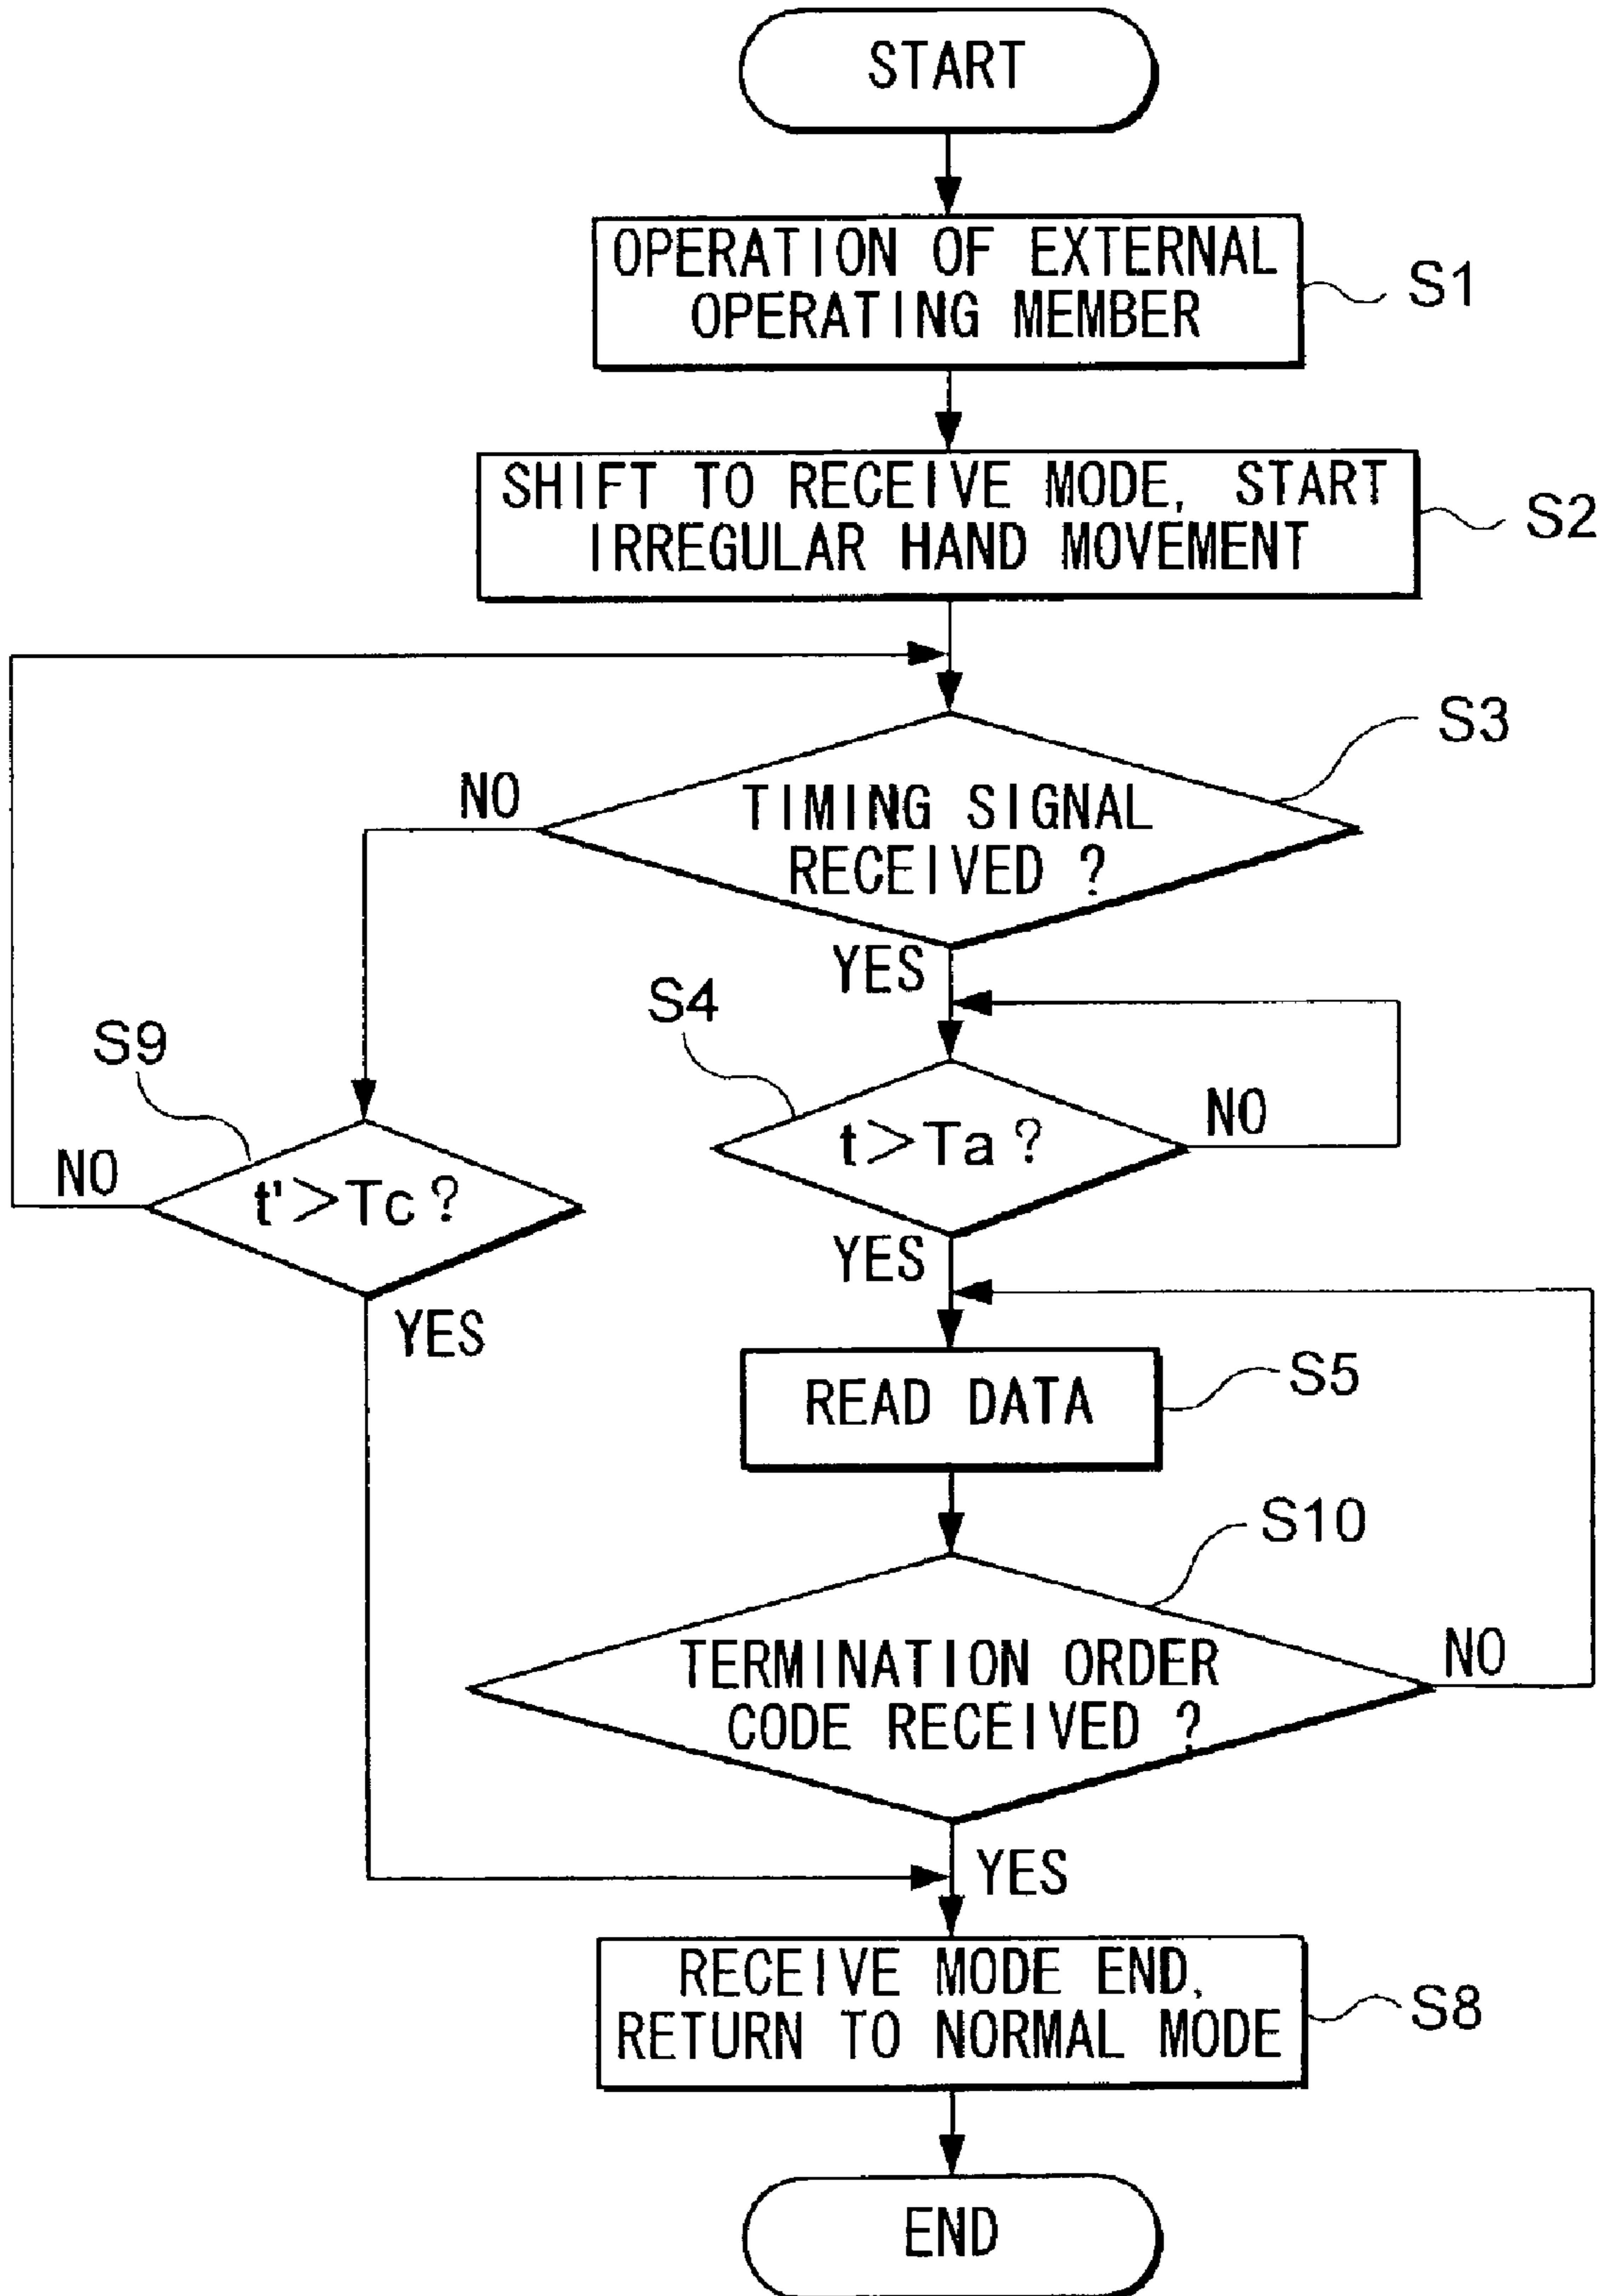 START
OPERATION OF EXTERNAL
OPERATING MEMBER
S1
SHIFT TO RECEIVE MODE, START
IRREGULAR HAND MOVEMENT
S2
S3
NO
TIMING SIGNAL
RECEIVED ?
YES
S4
S9
t>Ta ?
NO
NO
t'>Tc ?
YES
YES
READ DATA
S5
S10
TERMINATION ORDER
CODE RECEIVED ?
NO
YES
RECEIVE MODE END,
RETURN TO NORMAL MODE
S8
END